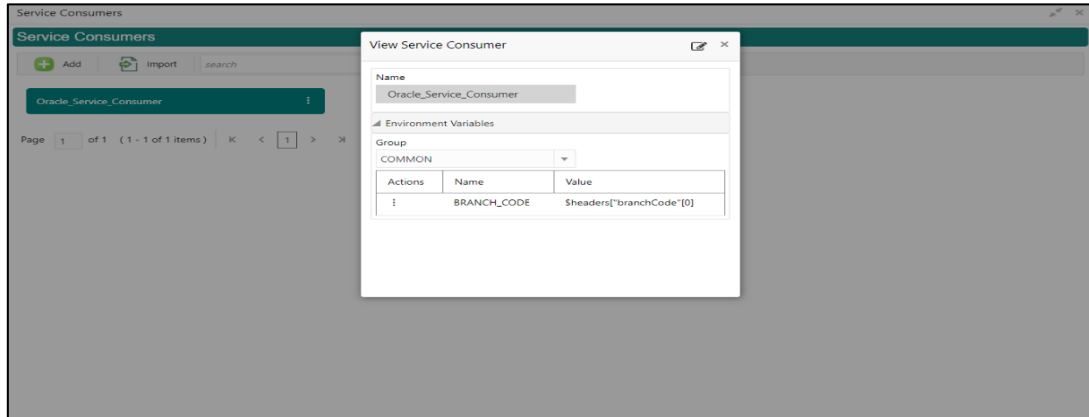 Service Consumers
Service Consumers
Add Import search
Oracle_Service_Consumer
Page 1 of 1 ( 1 - 1 of 1 items ) K < 1 > Ы
View Service Consumer
Name
Oracle_Service_Consumer
Environment Variables
Group
COMMON
Actions Name Value
BRANCH_CODE $headers["branchCode"[0]